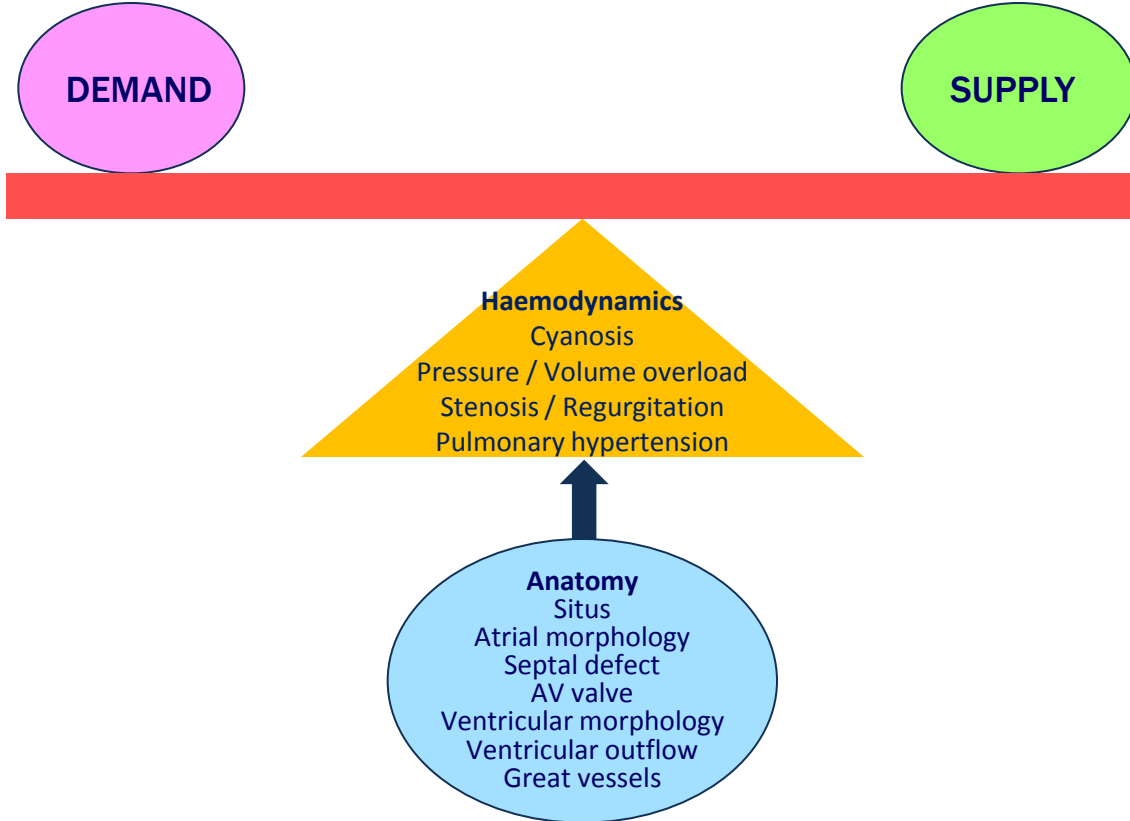 DEMAND
SUPPLY
Haemodynamics
Cyanosis
Pressure / Volume overload
Stenosis / Regurgitation
Pulmonary hypertension
Anatomy
Situs
Atrial morphology
Septal defect
AV valve
Ventricular morphology
Ventricular outflow
Great vessels